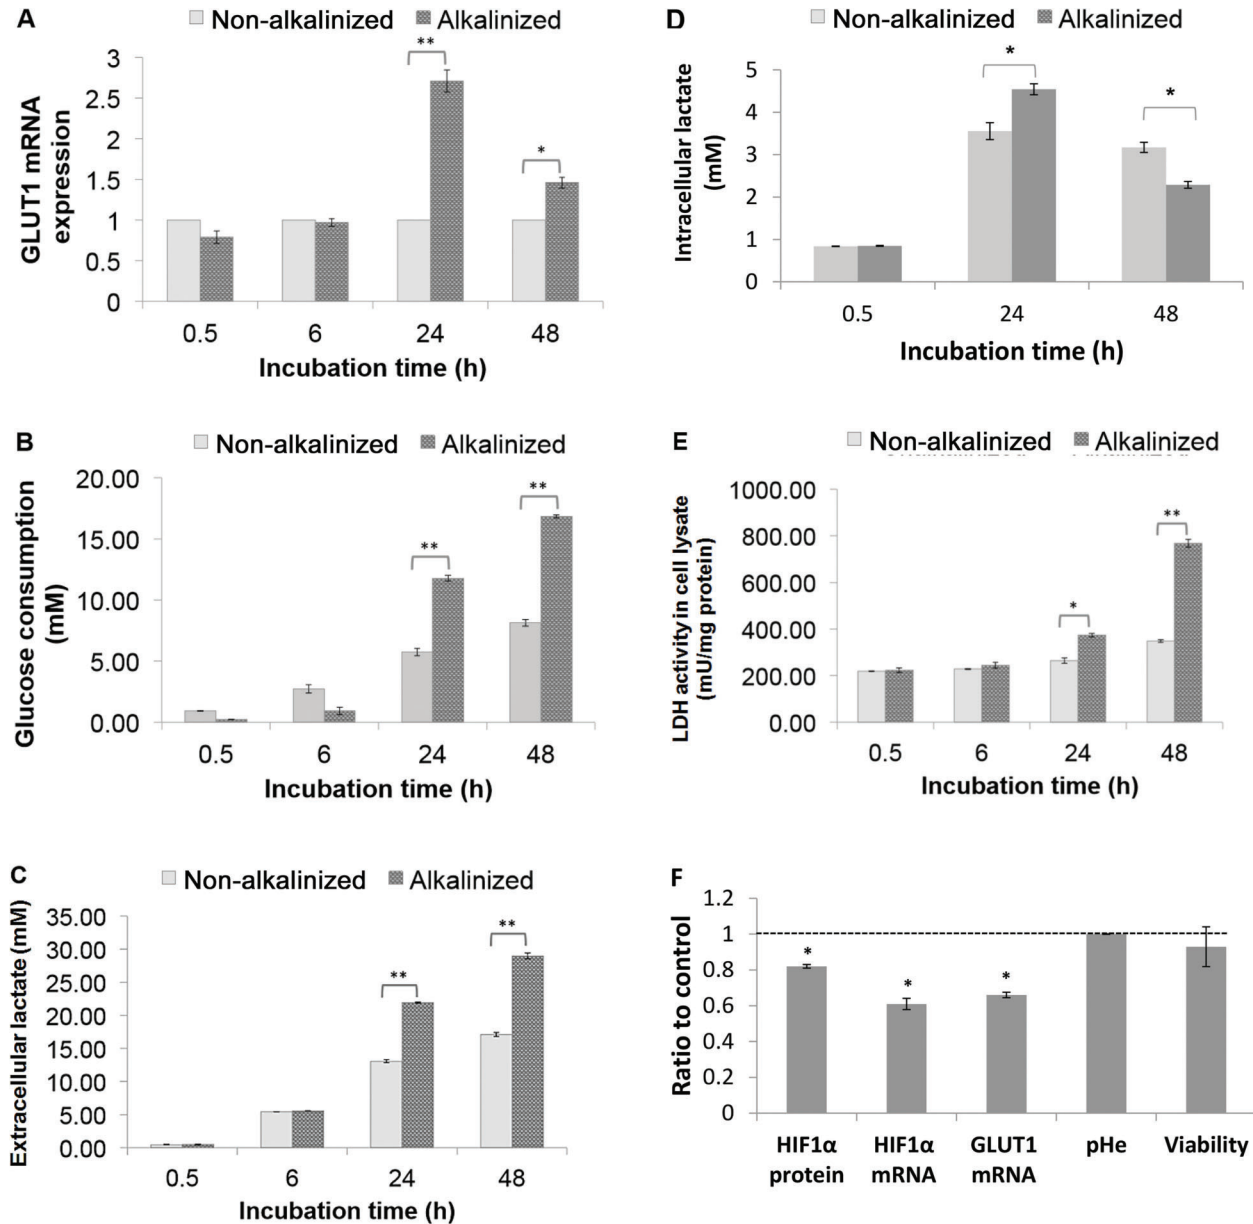 A
Non-alkalinized Alkalinized
GLUT1 mRNA
expression
3
2.5
2
1.5
1
0.5
0
**
*
0.5 6 24 48
Incubation time (h)
B
Non-alkalinized Alkalinized
Glucose consumption
(mM)
20.00
15.00
10.00
5.00
0.00
**
**
0.5 6 24 48
Incubation time (h)
C
Non-alkalinized Alkalinized
Extracellular lactate (mM)
35.00
30.00
25.00
20.00
15.00
10.00
5.00
0.00
**
**
0.5 6 24 48
Incubation time (h)
D
Non-alkalinized Alkalinized
Intracellular lactate
(mM)
5
4
3
2
1
0
*
*
0.5 24 48
Incubation time (h)
E
Non-alkalinized Alkalinized
LDH activity in cell lysate
(mU/mg protein)
1000.00
800.00
600.00
400.00
200.00
0.00
*
**
0.5 6 24 48
Incubation time (h)
F
Ratio to control
1.2
1
0.8
0.6
0.4
0.2
0
*
*
*
HIF1α HIF1α GLUT1 pHe Viability
protein mRNA mRNA